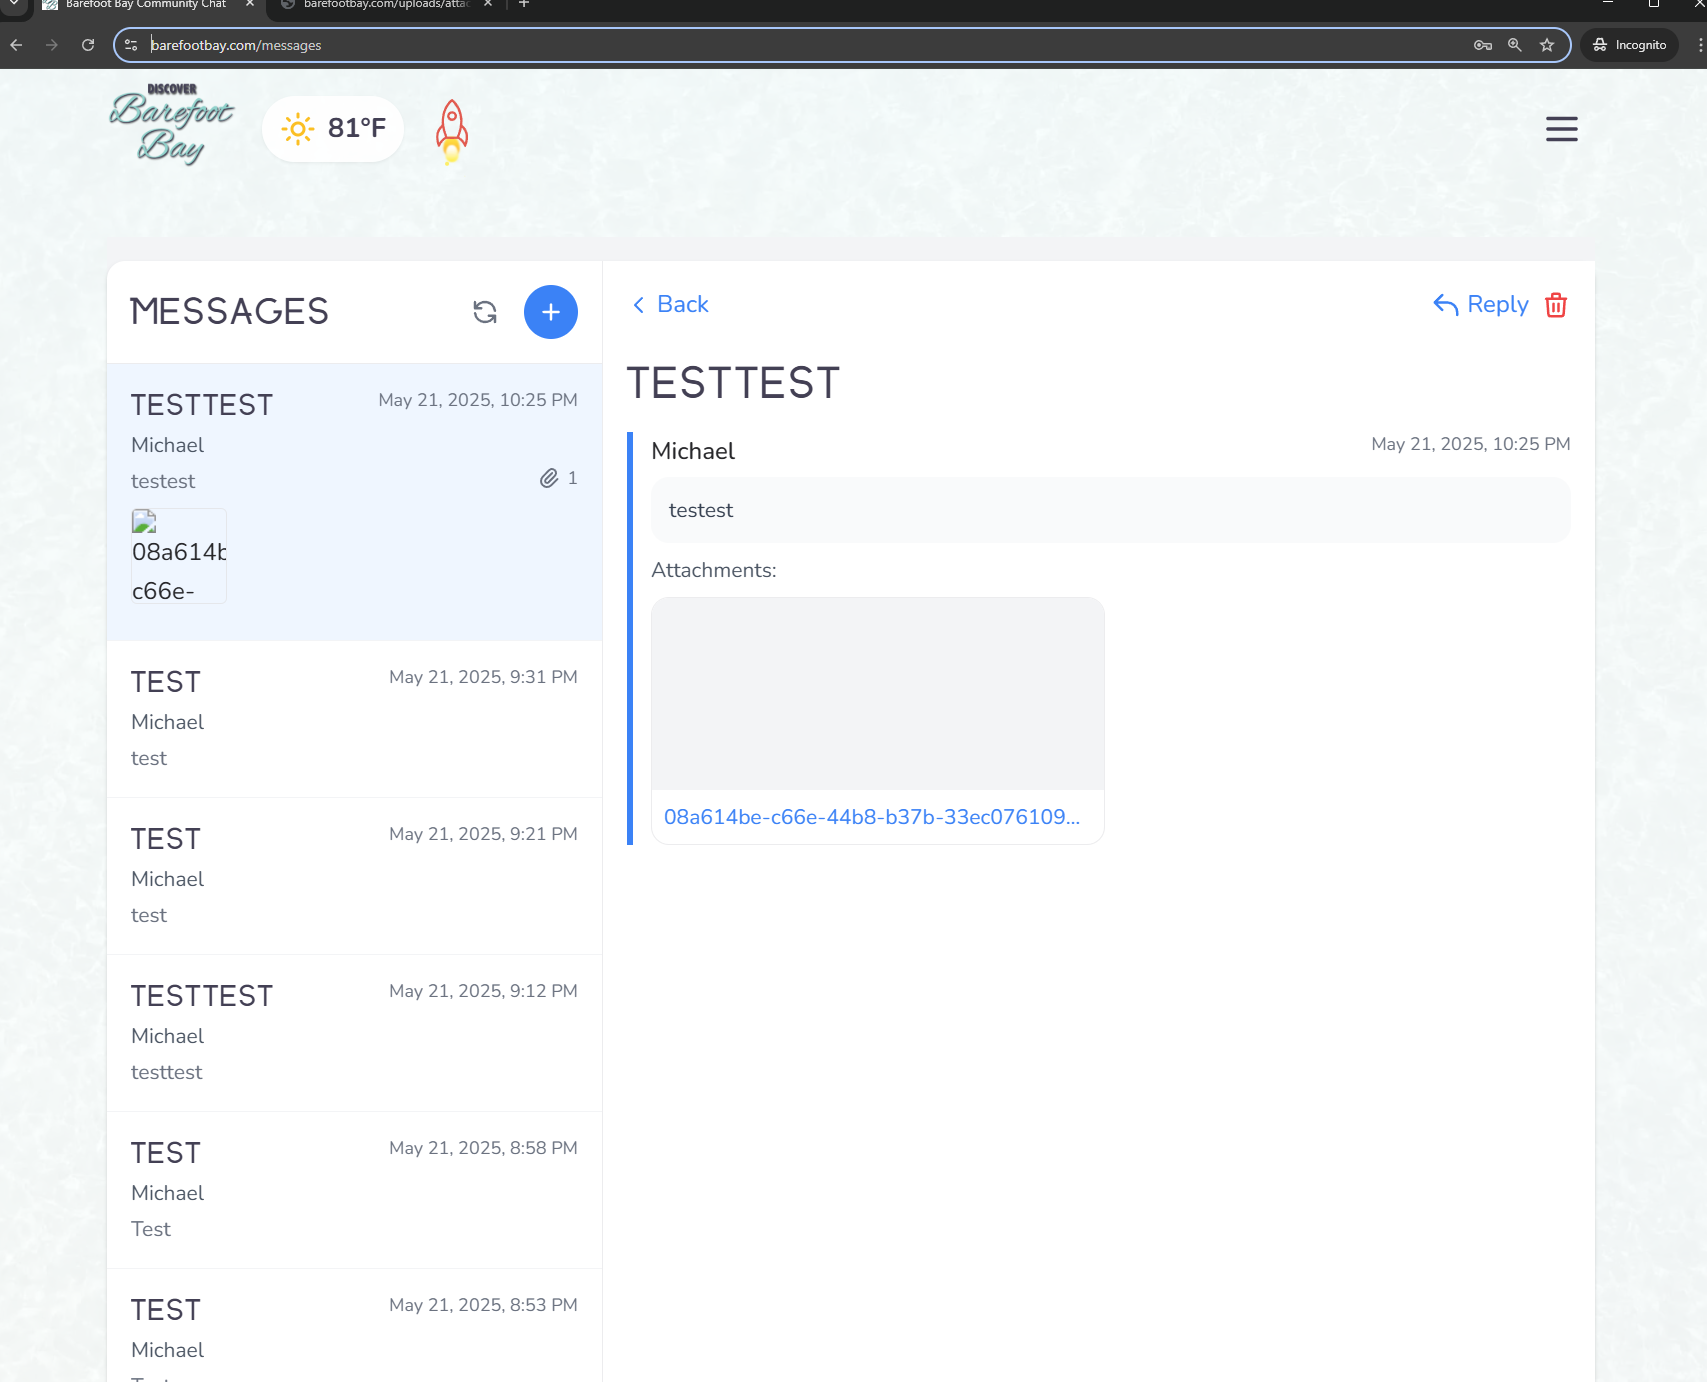 Barefoot Bay Community Chat
barefootbay.com/uploads/attac
barefootbay.com/messages
Incognito
DISCOVER
Barefoot
Bay
81°F
MESSAGES
TESTTEST
May 21, 2025, 10:25 PM
Michael
testest
1
08a614b
c66e-
TEST
May 21, 2025, 9:31 PM
Michael
test
TEST
May 21, 2025, 9:21 PM
Michael
test
TESTTEST
May 21, 2025, 9:12 PM
Michael
testtest
TEST
May 21, 2025, 8:58 PM
Michael
Test
TEST
May 21, 2025, 8:53 PM
Michael
Back
Reply
TESTTEST
Michael
May 21, 2025, 10:25 PM
testest
Attachments:
08a614be-c66e-44b8-b37b-33ec076109...